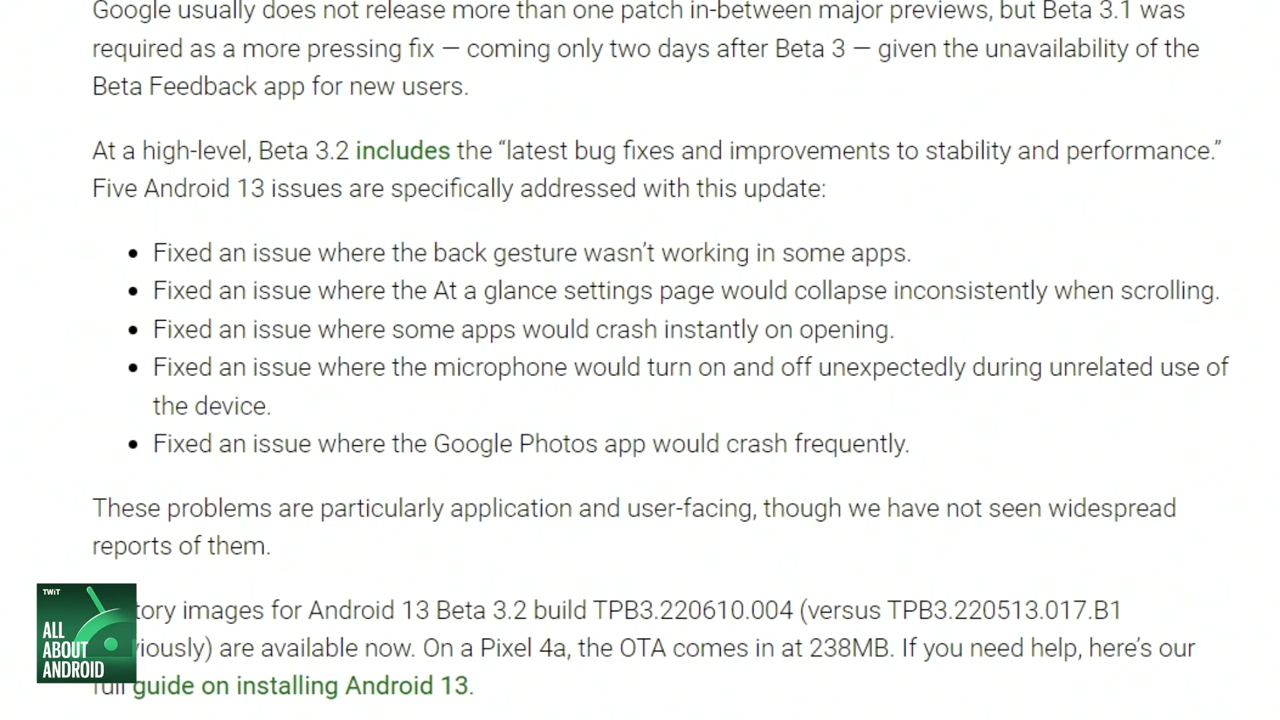 Google usually does not release more than one patch in-between major previews, but Beta 3.1 was
required as a more pressing fix — coming only two days after Beta 3 — given the unavailability of the
Beta Feedback app for new users.
At a high-level, Beta 3.2 includes the “latest bug fixes and improvements to stability and performance.”
Five Android 13 issues are specifically addressed with this update:
• Fixed an issue where the back gesture wasn’t working in some apps.
• Fixed an issue where the At a glance settings page would collapse inconsistently when scrolling.
• Fixed an issue where some apps would crash instantly on opening.
• Fixed an issue where the microphone would turn on and off unexpectedly during unrelated use of
the device.
• Fixed an issue where the Google Photos app would crash frequently.
These problems are particularly application and user-facing, though we have not seen widespread
reports of them.
tory images for Android 13 Beta 3.2 build TPB3.220610.004 (versus TPB3.220513.017.B1
viously) are available now. On a Pixel 4a, the OTA comes in at 238MB. If you need help, here’s our
full guide on installing Android 13.
TWiT
ALL
ABOUT
ANDROID